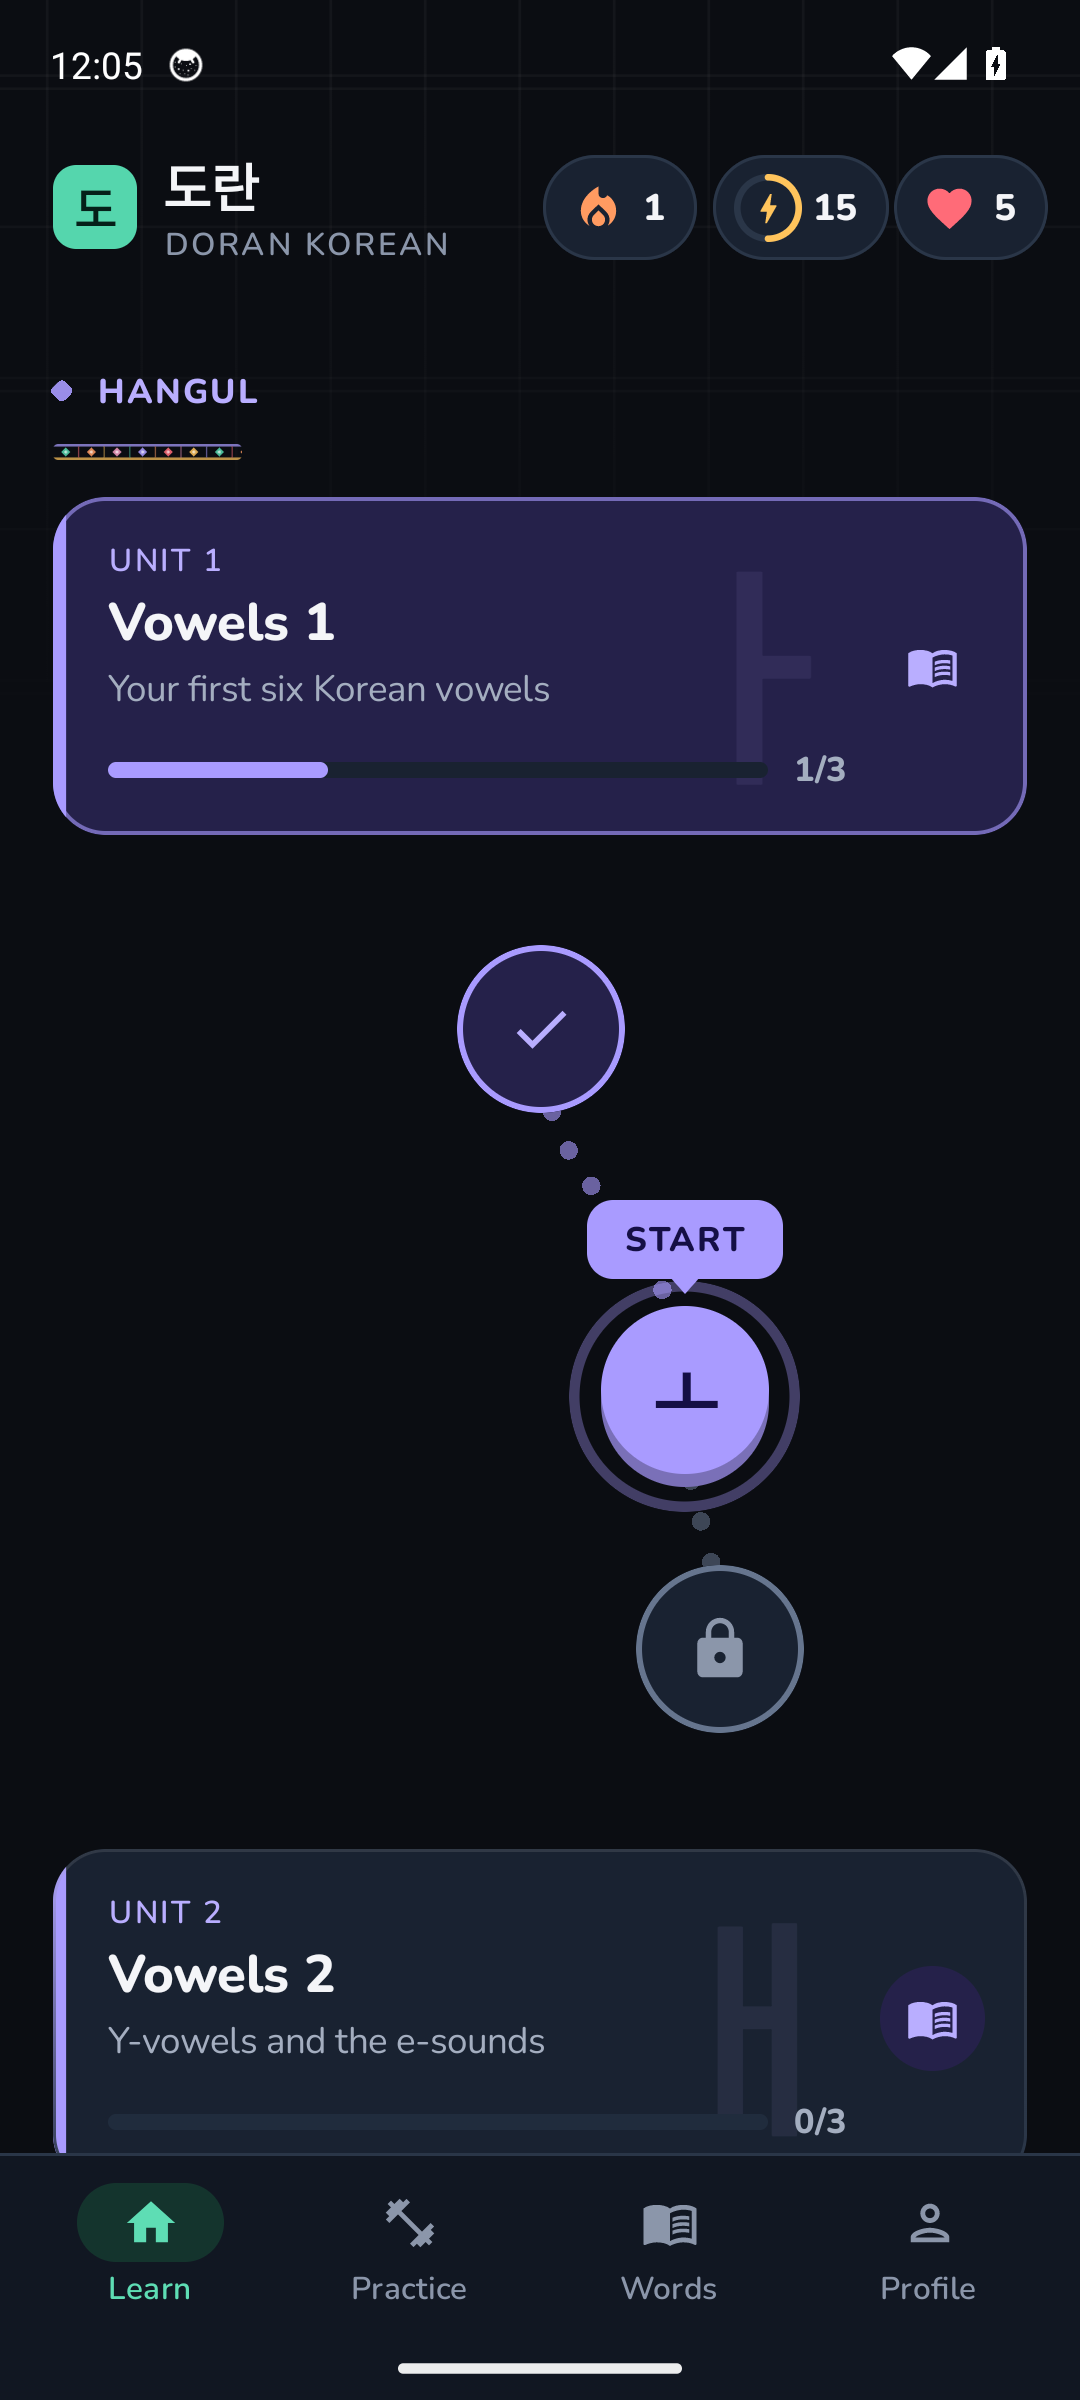 12:05
도
도란
DORAN KOREAN
1
15
5
HANGUL
UNIT 1
Vowels 1
Your first six Korean vowels
ㅏ
1/3
START
ㅗ
UNIT 2
Vowels 2
Y-vowels and the e-sounds
ㅐ
0/3
Learn
Practice
Words
Profile